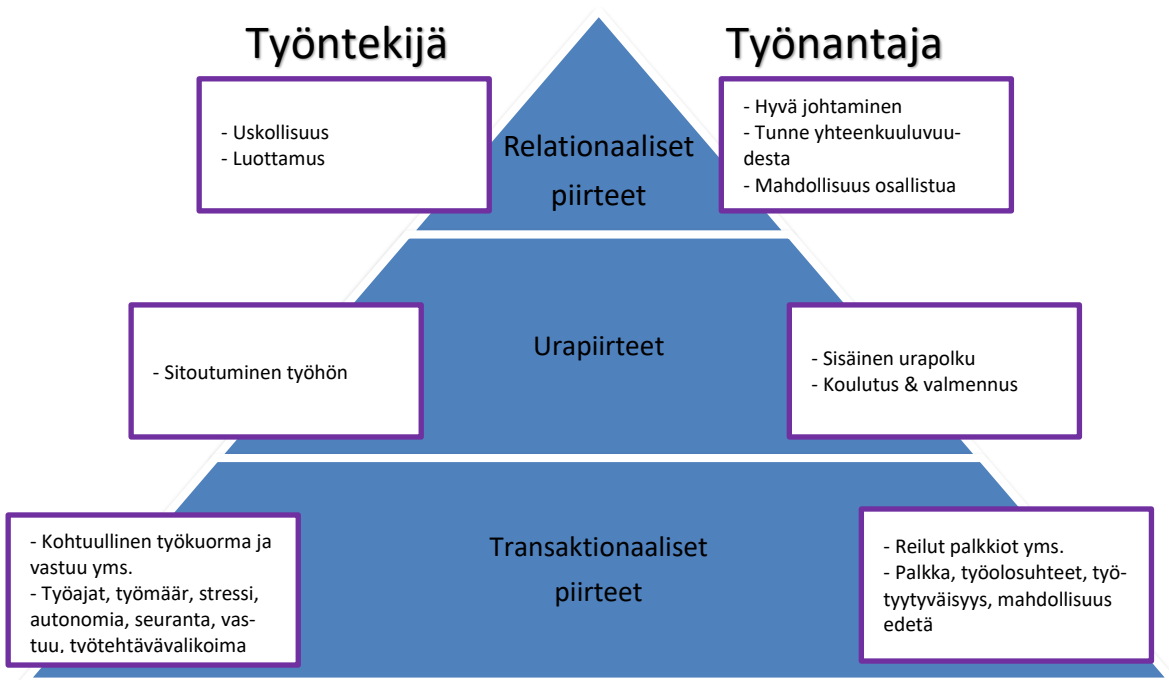 Työntekijä
Työnantaja
- Uskollisuus
- Luottamus
Relationaaliset
piirteet
- Hyvä johtaminen
- Tunne yhteenkuuluvuu-
desta
- Mahdollisuus osallistua
- Sitoutuminen työhön
Urapiirteet
- Sisäinen urapolku
- Koulutus & valmennus
- Kohtuullinen työkuorma ja
vastuu yms.
- Työajat, työmäär, stressi,
autonomia, seuranta, vas-
tuu, työtehtävävalikoima
Transaktionaaliset
piirteet
- Reilut palkkiot yms.
- Palkka, työolosuhteet, työ-
tyytyväisyys, mahdollisuus
edetä